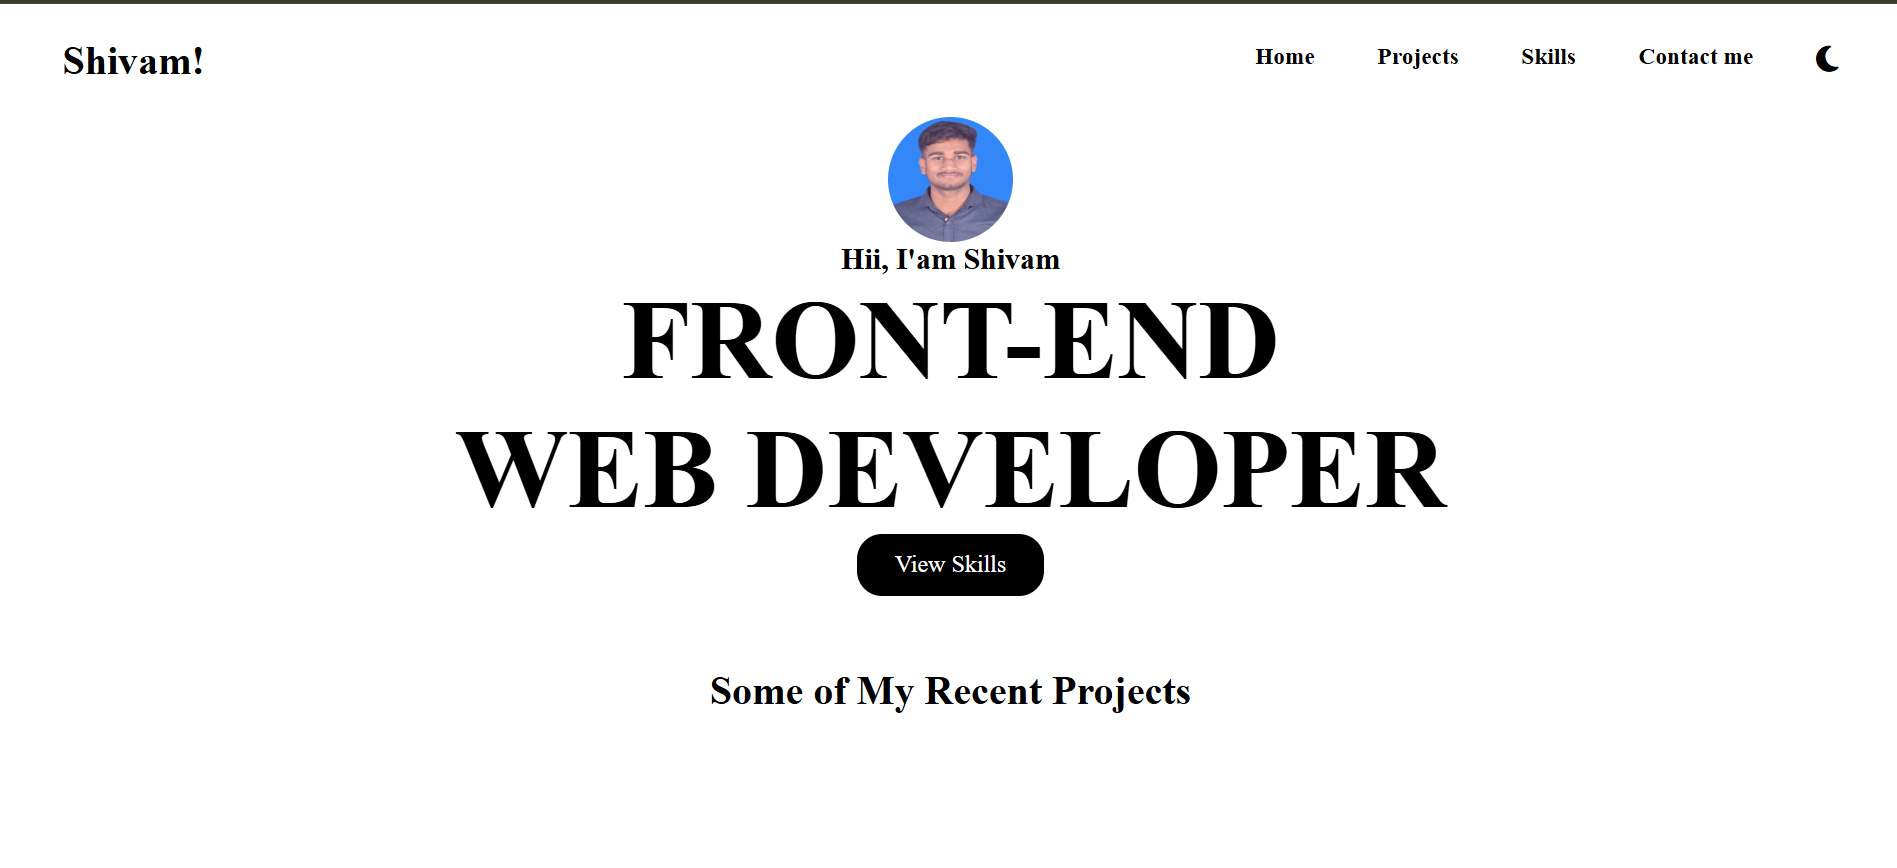 Shivam!
Home Projects Skills Contact me
Hii, I'am Shivam
FRONT-END
WEB DEVELOPER
View Skills
Some of My Recent Projects